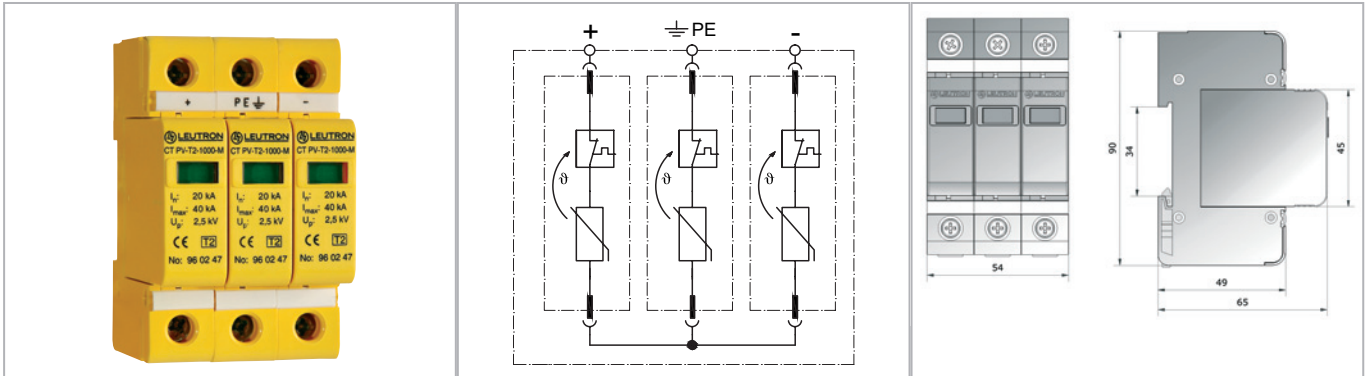 +
PE
-
LEUTRON
CT PV-T2-1000-M
Iₙ: 20 kA
Iₘₐₓ: 40 kA
Uₚ: 2,5 kV
CE T2
No: 96 02 47
LEUTRON
CT PV-T2-1000-M
Iₙ: 20 kA
Iₘₐₓ: 40 kA
Uₚ: 2,5 kV
CE T2
No: 96 02 47
LEUTRON
CT PV-T2-1000-M
Iₙ: 20 kA
Iₘₐₓ: 40 kA
Uₚ: 2,5 kV
CE T2
No: 96 02 47
+
PE
-
ϑ
ϑ
ϑ
LEUTRON
LEUTRON
LEUTRON
54
90
34
45
49
65